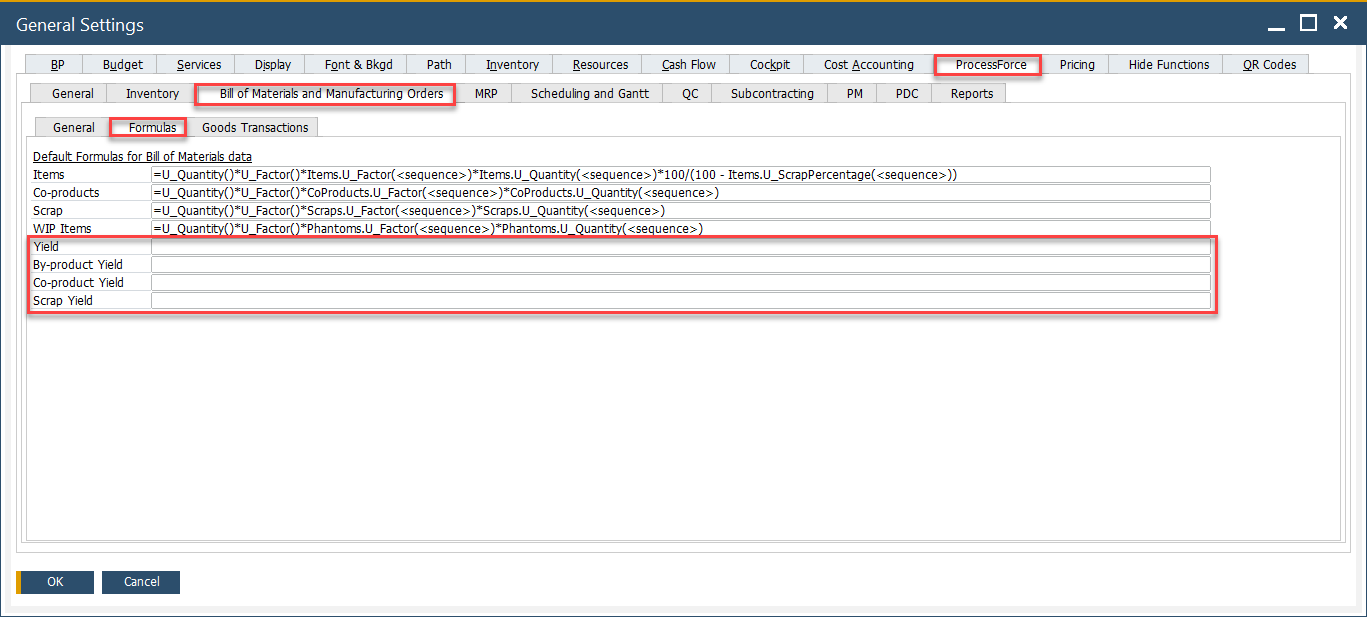 General Settings
BP Budget Services Display Font & Bkgd Path Inventory Resources Cash Flow Cockpit Cost Accounting ProcessForce Pricing Hide Functions QR Codes
General Inventory Bill of Materials and Manufacturing Orders MRP Scheduling and Gantt QC Subcontracting PM PDC Reports
General Formulas Goods Transactions
Default Formulas for Bill of Materials data
Items =U_Quantity()*U_Factor()*Items.U_Factor(<sequence>)*Items.U_Quantity(<sequence>)*100/(100 - Items.U_ScrapPercentage(<sequence>))
Co-products =U_Quantity()*U_Factor()*CoProducts.U_Factor(<sequence>)*CoProducts.U_Quantity(<sequence>)
Scrap =U_Quantity()*U_Factor()*Scraps.U_Factor(<sequence>)*Scraps.U_Quantity(<sequence>)
WIP Items =U_Quantity()*U_Factor()*Phantoms.U_Factor(<sequence>)*Phantoms.U_Quantity(<sequence>)
Yield
By-product Yield
Co-product Yield
Scrap Yield
OK Cancel